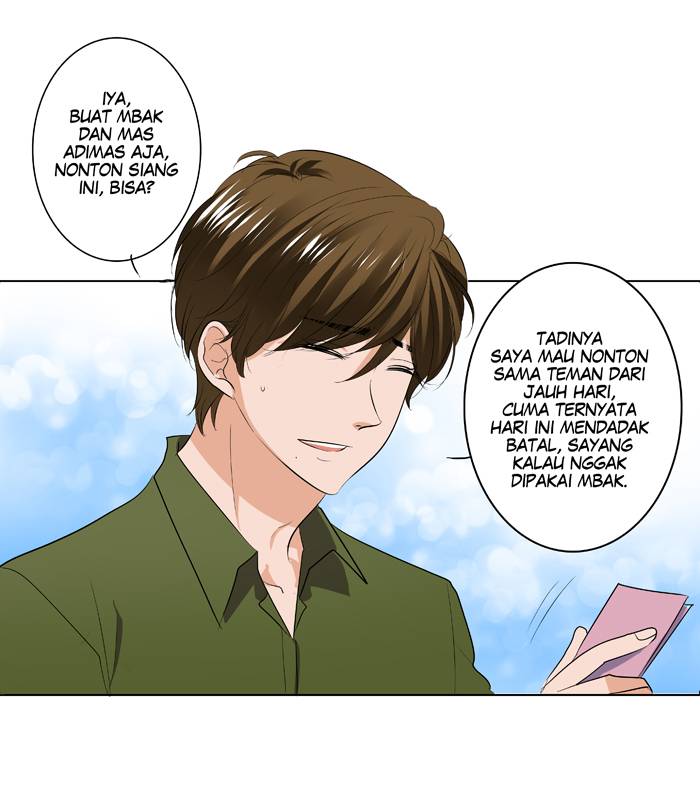 IYA,
BUAT MBAK
DAN MAS
ADIMAS AJA,
NONTON SIANG
INI, BISA?
TADINYA
SAYA MAU NONTON
SAMA TEMAN DARI
JAUH HARI,
CUMA TERNYATA
HARI INI MENDADAK
BATAL, SAYANG
KALAU NGGAK
DIPAKAI MBAK.